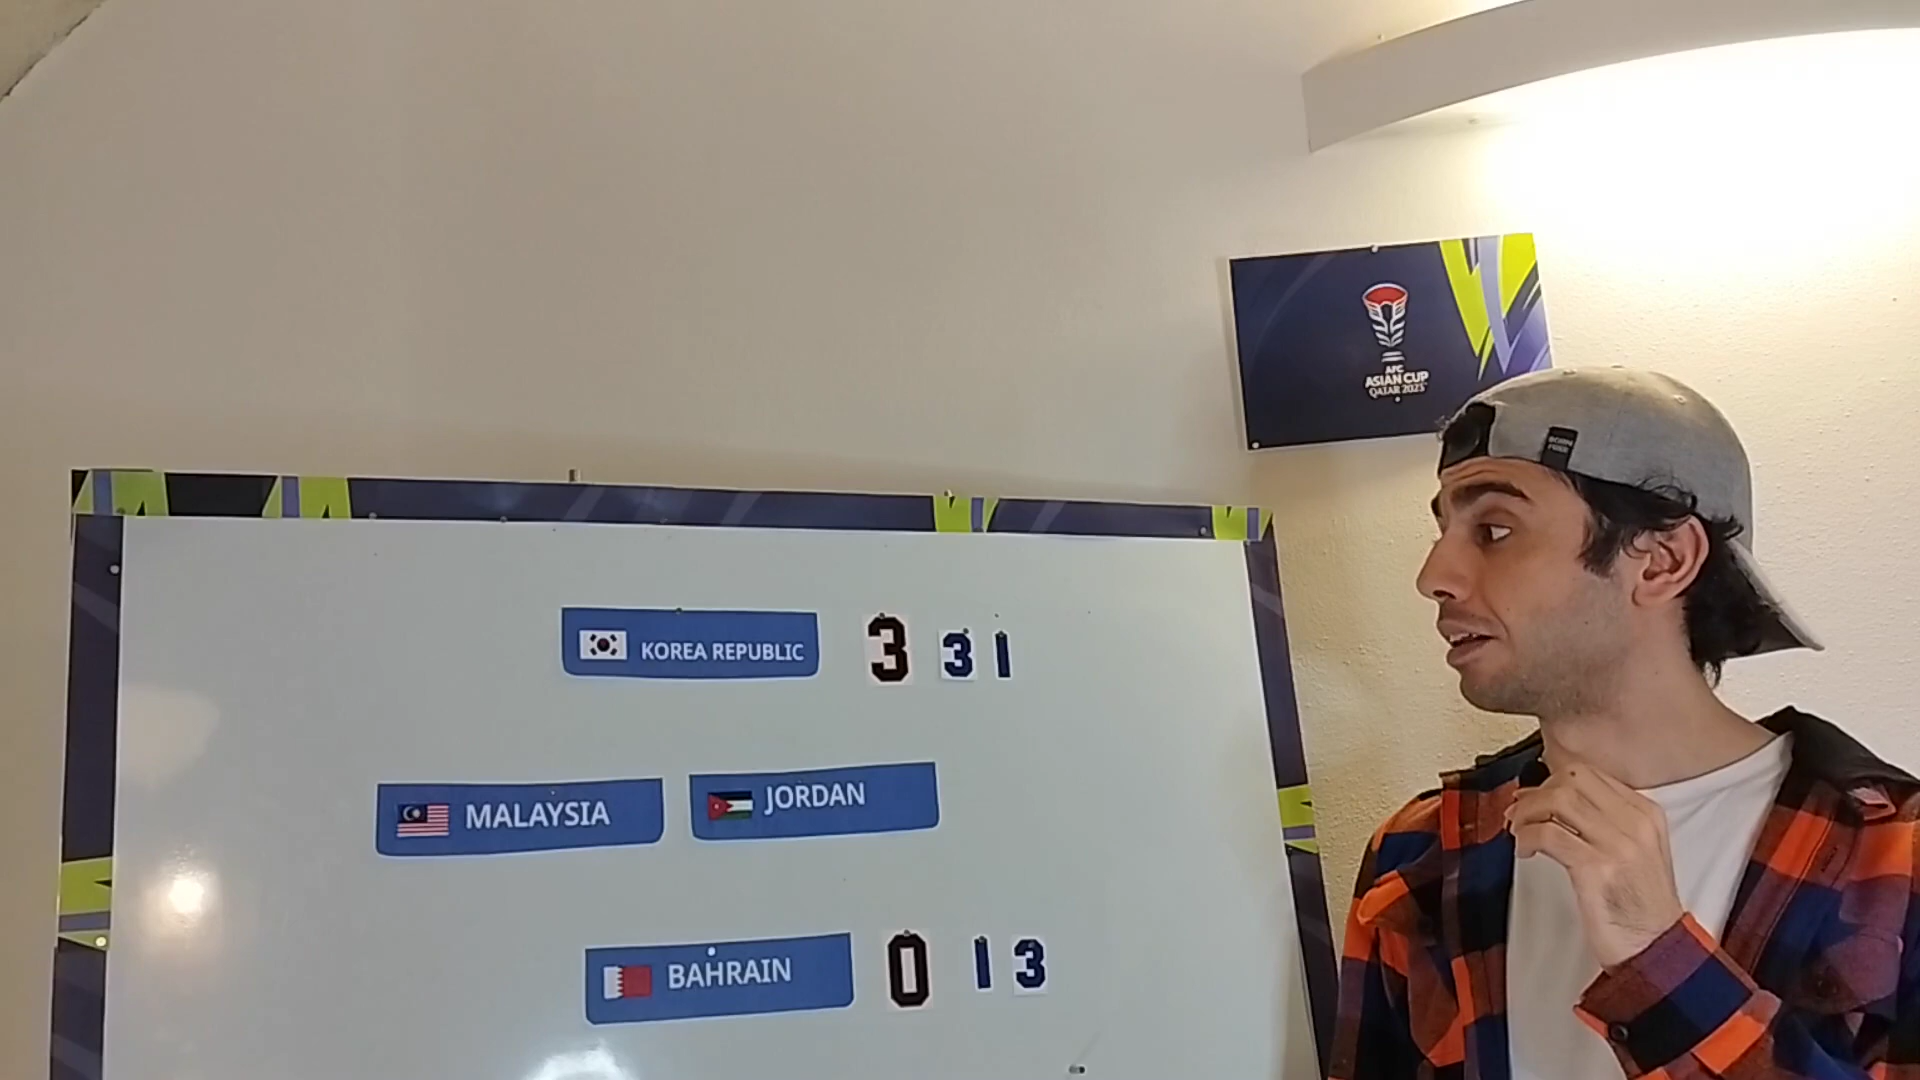 AFC
ASIAN CUP
QATAR 2023
KOREA REPUBLIC 3 3 1
MALAYSIA JORDAN
BAHRAIN 0 1 3